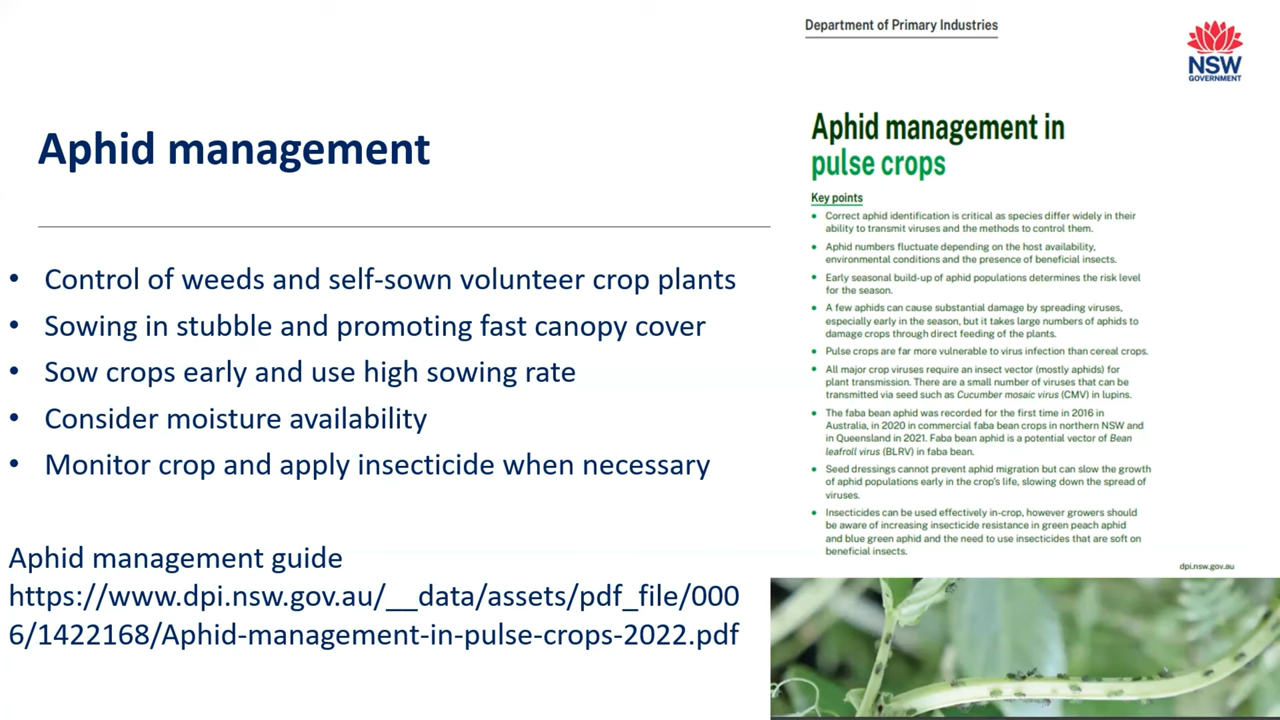 Aphid management
• Control of weeds and self-sown volunteer crop plants
• Sowing in stubble and promoting fast canopy cover
• Sow crops early and use high sowing rate
• Consider moisture availability
• Monitor crop and apply insecticide when necessary
Aphid management guide
https://www.dpi.nsw.gov.au/__data/assets/pdf_file/000
6/1422168/Aphid-management-in-pulse-crops-2022.pdf
Department of Primary Industries
NSW
GOVERNMENT
Aphid management in
pulse crops
Key points
• Correct aphid identification is critical as species differ widely in their
ability to transmit viruses and the methods to control them.
• Aphid numbers fluctuate depending on the host availability,
environmental conditions and the presence of beneficial insects.
• Early seasonal build-up of aphid populations determines the risk level
for the season.
• A few aphids can cause substantial damage by spreading viruses,
especially early in the season, but it takes large numbers of aphids to
damage crops through direct feeding of the plants.
• Pulse crops are far more vulnerable to virus infection than cereal crops.
• All major crop viruses require an insect vector (mostly aphids) for
plant transmission. There are a small number of viruses that can be
transmitted via seed such as Cucumber mosaic virus (CMV) in lupins.
• The faba bean aphid was recorded for the first time in 2016 in
Australia, in 2020 in commercial faba bean crops in northern NSW and
in Queensland in 2021. Faba bean aphid is a potential vector of Bean
leafroll virus (BLRV) in faba bean.
• Seed dressings cannot prevent aphid migration but can slow the growth
of aphid populations early in the crop's life, slowing down the spread of
viruses.
• Insecticides can be used effectively in-crop, however growers should
be aware of increasing insecticide resistance in green peach aphid
and blue green aphid and the need to use insecticides that are soft on
beneficial insects.
dpi.nsw.gov.au